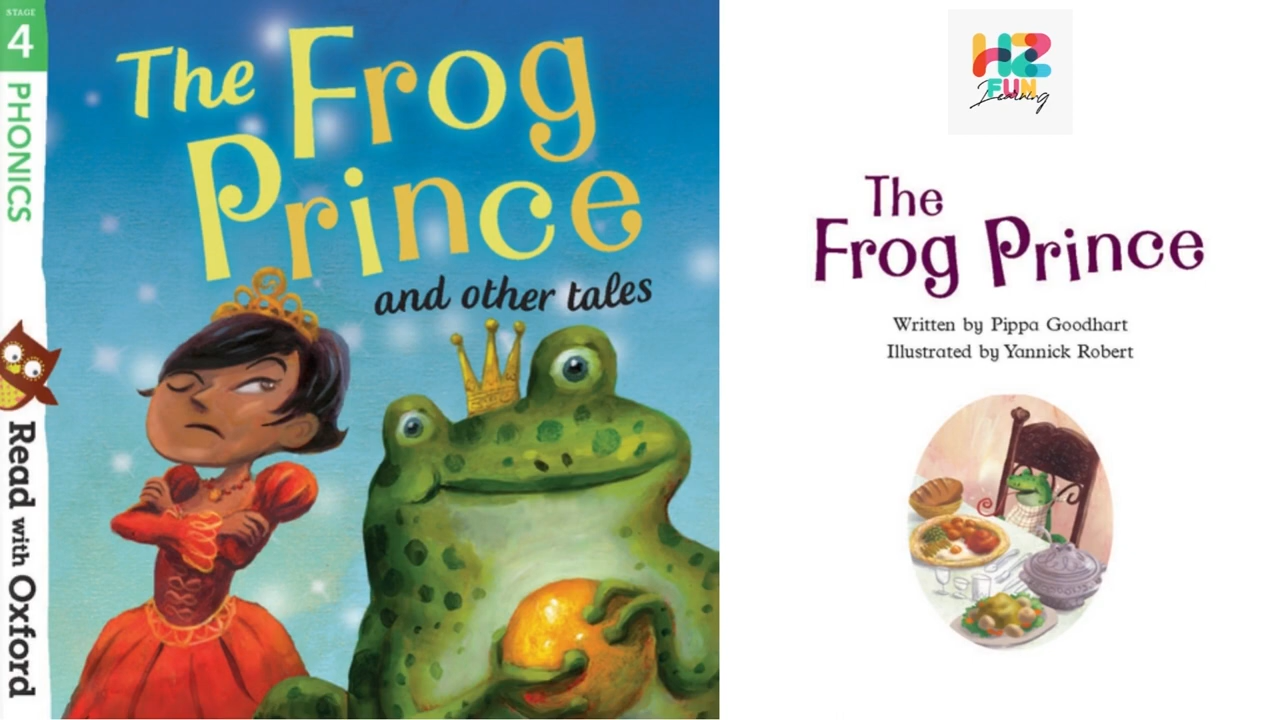 STAGE
4
PHONICS
Read with Oxford
The Frog
Prince
and other tales
HZ
FUN
Learning
The
Frog Prince
Written by Pippa Goodhart
Illustrated by Yannick Robert